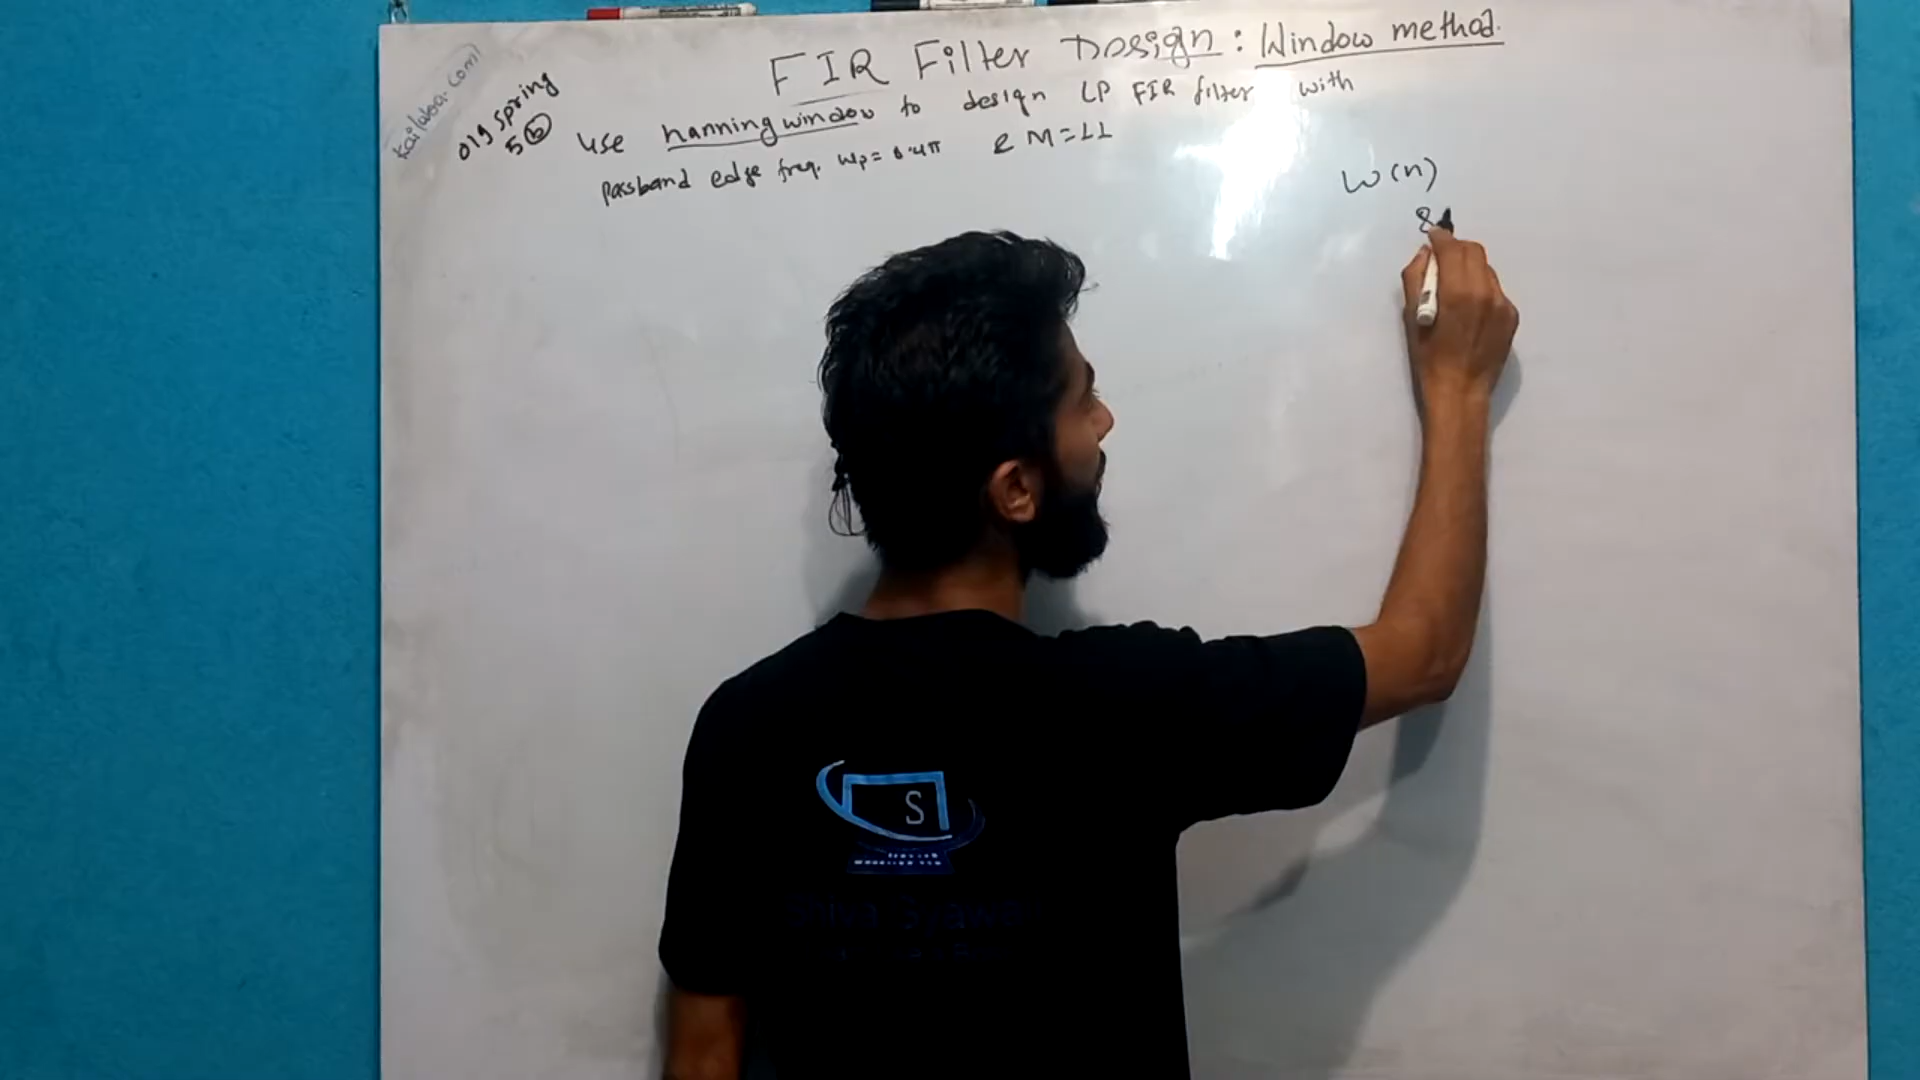 FIR Filter Design : Window method.
kailaba.com
019 spring
5 b
use hanning window to design LP FIR filter with
passband edge freq. wp = 0.4π & M = 11
W(n)
&
S